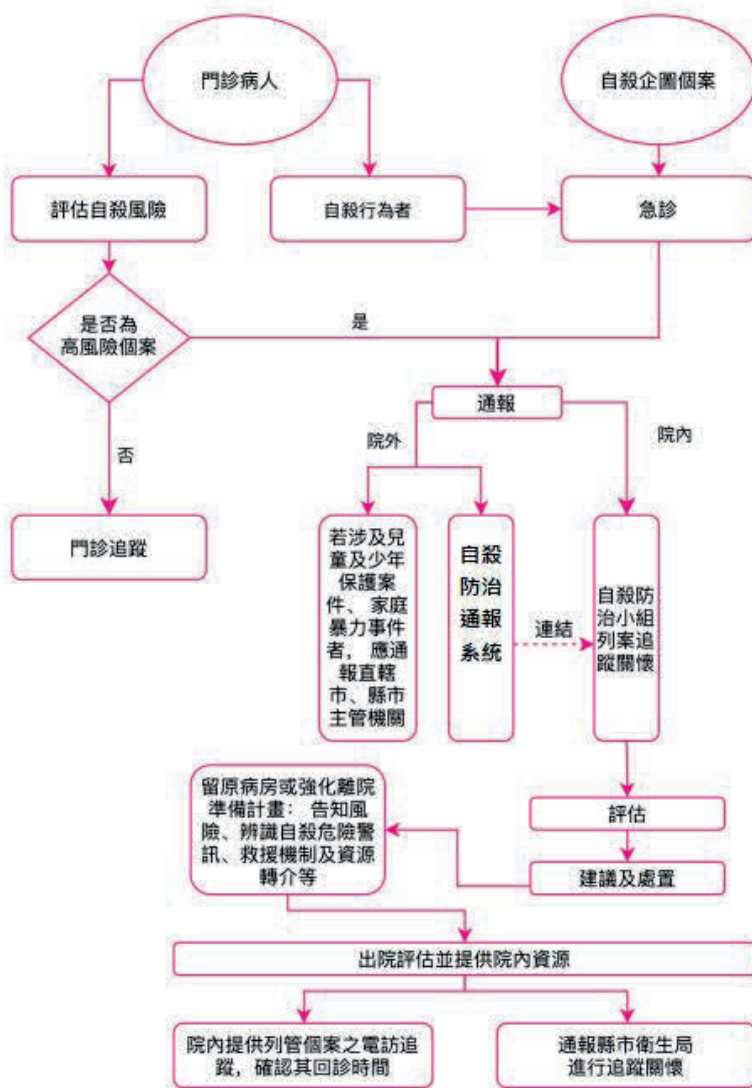 門診病人
自殺企圖個案
評估自殺風險
自殺行為者
急診
是否為
高風險個案
是
通報
院外
院內
否
門診追蹤
若涉及兒
童及少年
保護案
件、 家庭
暴力事件
者， 應通
報直轄
市、縣市
主管機關
自殺
防治
通報
系統
連結
自殺防
治小組
列案追
蹤關懷
留原病房或強化離院
準備計畫： 告知風
險、辨識自殺危險警
訊、救援機制及資源
轉介等
評估
建議及處置
出院評估並提供院內資源
院內提供列管個案之電訪追
蹤，確認其回診時間
通報縣市衛生局
進行追蹤關懷